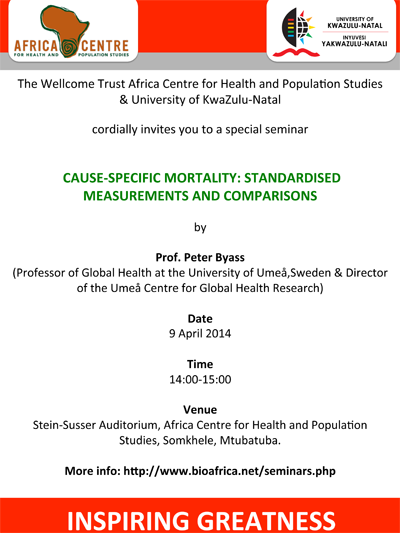 AFRICA CENTRE
FOR HEALTH AND POPULATION STUDIES
UNIVERSITY OF
KWAZULU-NATAL
INYUVESI
YAKWAZULU-NATALI
The Wellcome Trust Africa Centre for Health and Population Studies
& University of KwaZulu-Natal
cordially invites you to a special seminar
CAUSE-SPECIFIC MORTALITY: STANDARDISED
MEASUREMENTS AND COMPARISONS
by
Prof. Peter Byass
(Professor of Global Health at the University of Umeå,Sweden & Director
of the Umeå Centre for Global Health Research)
Date
9 April 2014
Time
14:00-15:00
Venue
Stein-Susser Auditorium, Africa Centre for Health and Population
Studies, Somkhele, Mtubatuba.
More info: http://www.bioafrica.net/seminars.php
INSPIRING GREATNESS